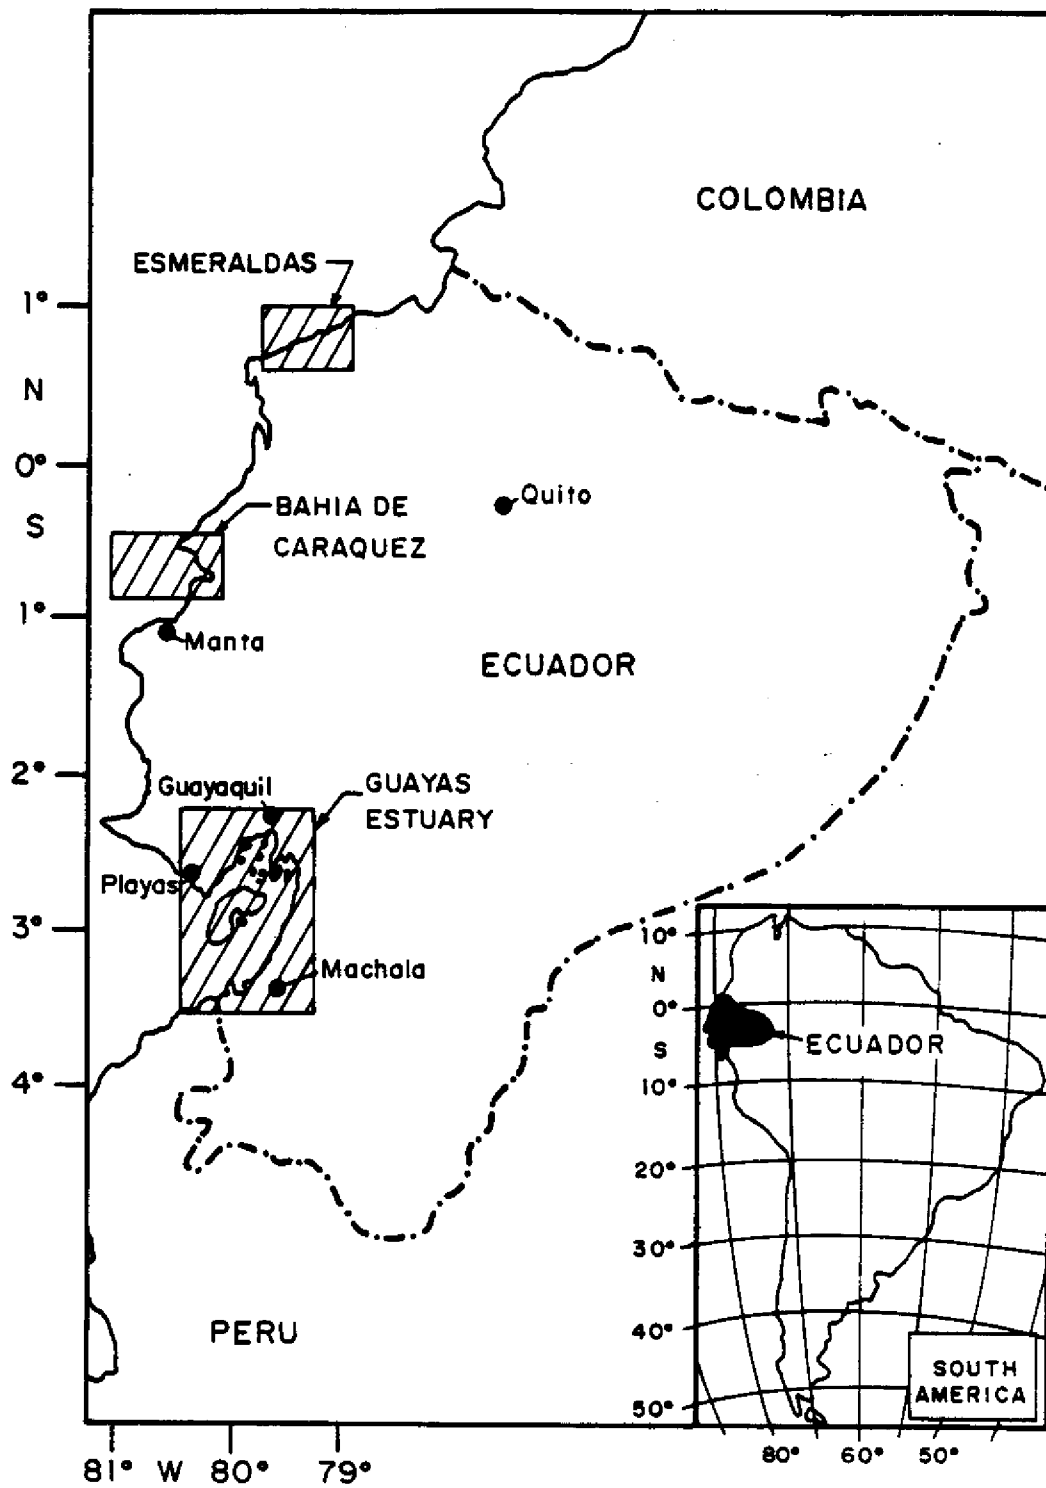 COLOMBIA
ESMERALDAS
1°
N
0°
Quito
S
BAHIA DE
CARAQUEZ
1°
Manta
ECUADOR
2°
Guayaquil
GUAYAS
ESTUARY
Playas
3°
Machala
4°
PERU
81° W 80° 79°
10°
N
0°
S
ECUADOR
10°
20°
30°
40°
50°
SOUTH
AMERICA
80° 60° 50°